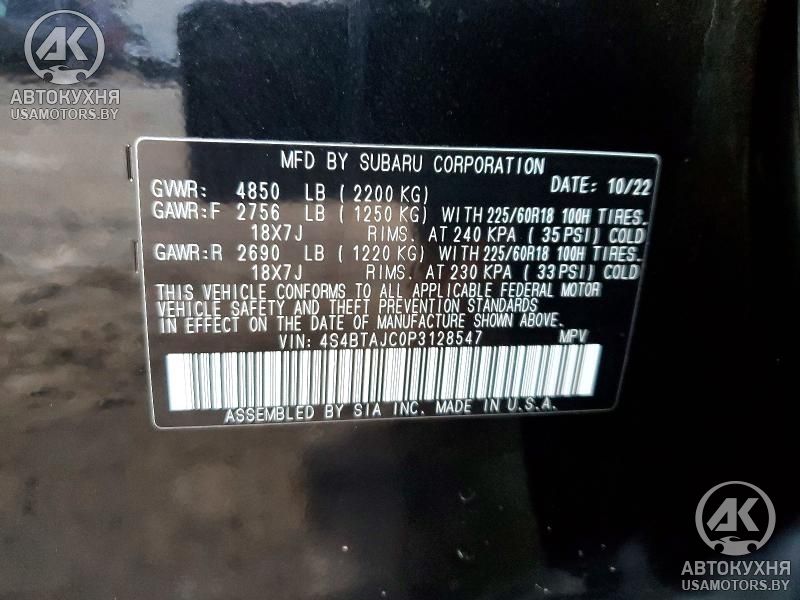 AK
АВТОКУХНЯ
USAMOTORS.BY
MFD BY SUBARU CORPORATION
GVWR: 4850 LB ( 2200 KG) DATE: 10/22
GAWR:F 2756 LB ( 1250 KG) WITH 225/60R18 100H TIRES.
18X7J RIMS. AT 240 KPA ( 35 PSI) COLD
GAWR:R 2690 LB ( 1220 KG) WITH 225/60R18 100H TIRES.
18X7J RIMS. AT 230 KPA ( 33 PSI) COLD
THIS VEHICLE CONFORMS TO ALL APPLICABLE FEDERAL MOTOR
VEHICLE SAFETY AND THEFT PREVENTION STANDARDS
IN EFFECT ON THE DATE OF MANUFACTURE SHOWN ABOVE.
VIN: 4S4BTAJC0P3128547 MPV
ASSEMBLED BY SIA INC. MADE IN U.S.A.
AK
АВТОКУХНЯ
USAMOTORS.BY